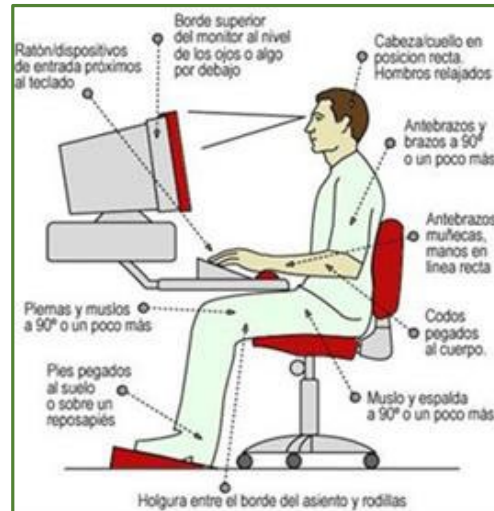 Borde superior
del monitor al nivel
de los ojos o algo
por debajo
Ratón/dispositivos
de entrada próximos
al teclado
Cabeza/cuello en
posicion recta.
Hombros relajados
Antebrazos y
brazos a 90º
o un poco más
Antebrazos
muñecas,
manos en
linea recta
Codos
pegados
al cuerpo.
Piernas y muslos
a 90º o un poco más
Muslo y espalda
a 90º o un poco más
Pies pegados
al suelo
o sobre un
reposapiés
Holgura entre el borde del asiento y rodillas